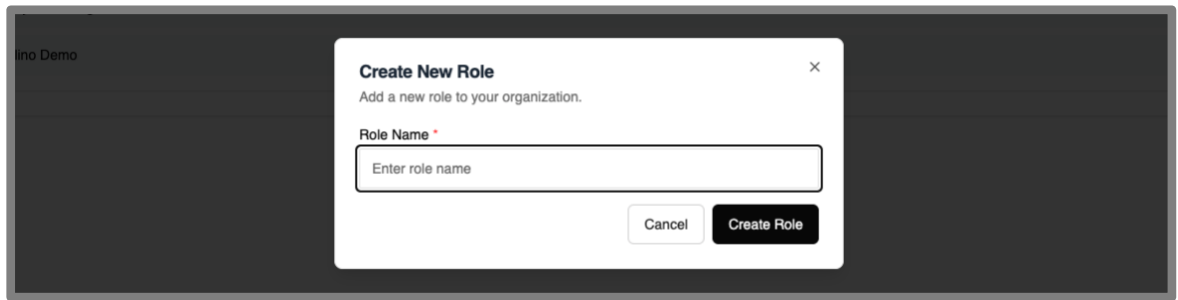 lino Demo
Create New Role
Add a new role to your organization.
Role Name *
Enter role name
Cancel
Create Role